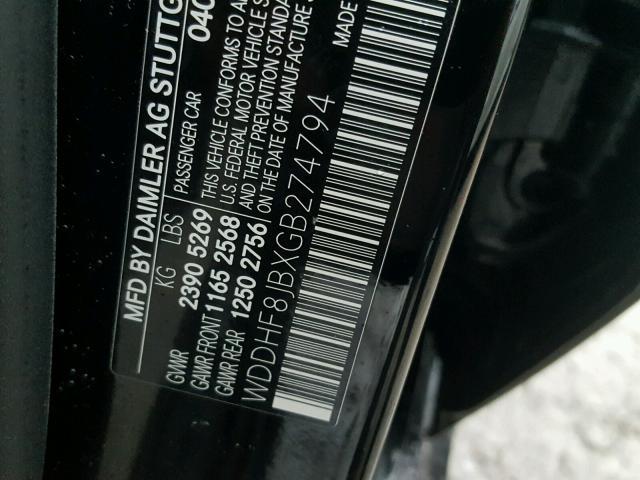 MFD BY DAIMLER AG STUTTG
040
KG LBS PASSENGER CAR
GVWR 2390 5269
GAWR FRONT 1165 2568
GAWR REAR 1250 2756
THIS VEHICLE CONFORMS TO
U.S. FEDERAL MOTOR VEHICLE S
AND THEFT PREVENTION STANDA
ON THE DATE OF MANUFACTURE
WDDHF8JBXGB274794
MADE